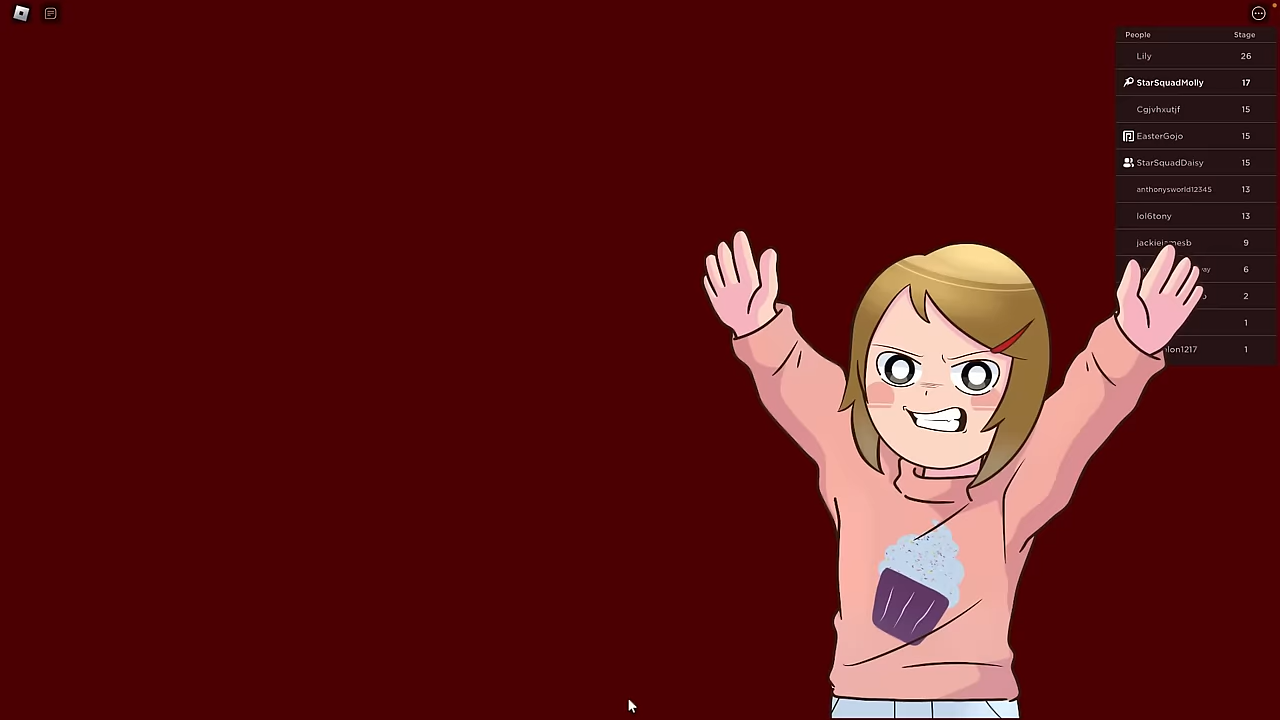 People Stage
Lily 26
StarSquadMolly 17
Cgjvhxutjf 15
EasterGojo 15
StarSquadDaisy 15
anthonysworld12345 13
lol6tony 13
9
6
2
1
1